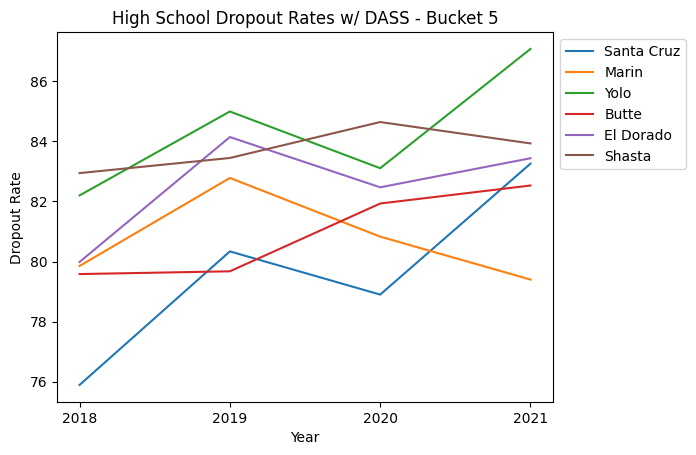 High School Dropout Rates w/ DASS - Bucket 5
Dropout Rate
86
84
82
80
78
76
2018
2019
2020
2021
Year
Santa Cruz
Marin
Yolo
Butte
El Dorado
Shasta